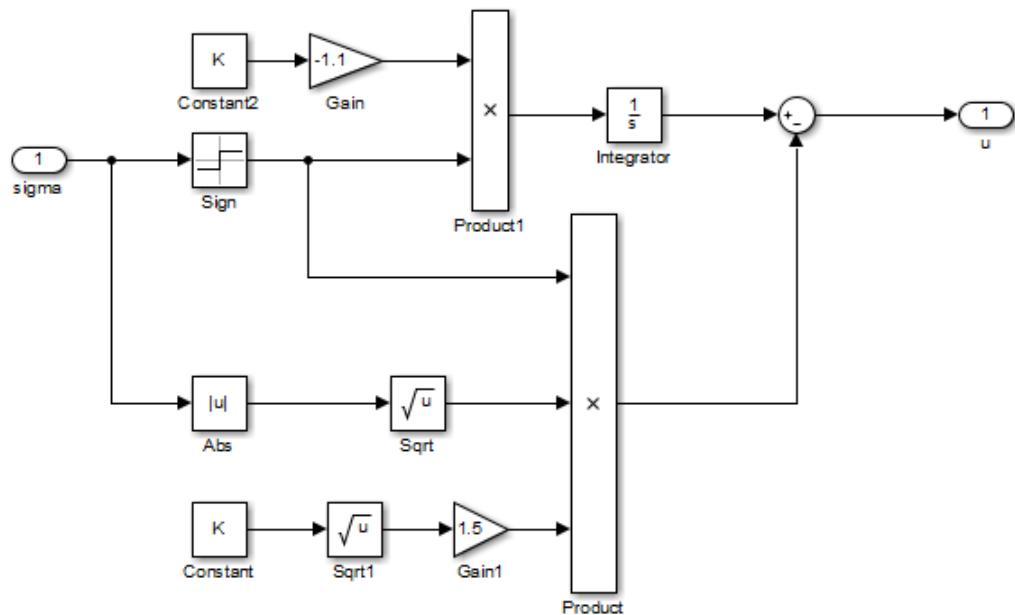 K
Constant2
-1.1
Gain
×
Product1
1
s
Integrator
+
−
1
u
1
sigma
Sign
|u|
Abs
√u
Sqrt
×
Product
K
Constant
√u
Sqrt1
1.5
Gain1